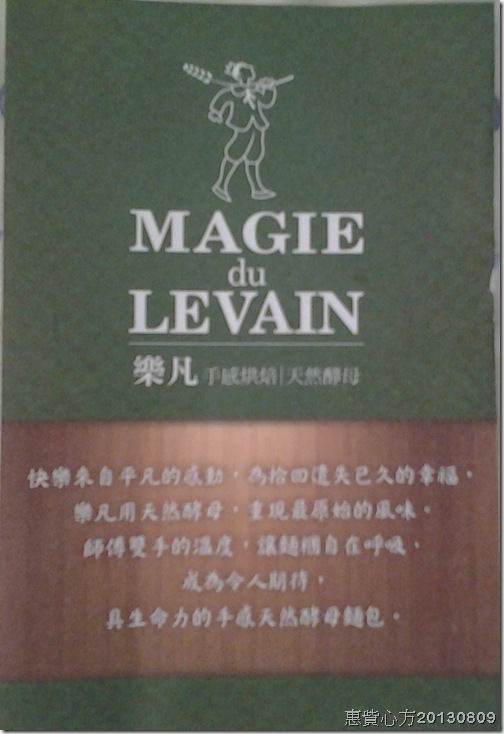 MAGIE
du
LEVAIN
樂凡 手感烘焙|天然酵母
快樂來自平凡的感動，為拾回遺失已久的幸福，
樂凡用天然酵母，重現最原始的風味。
師傅雙手的溫度，讓麵糰自在呼吸，
成為令人期待，
具生命力的手感天然酵母麵包。
惠貲心方20130809